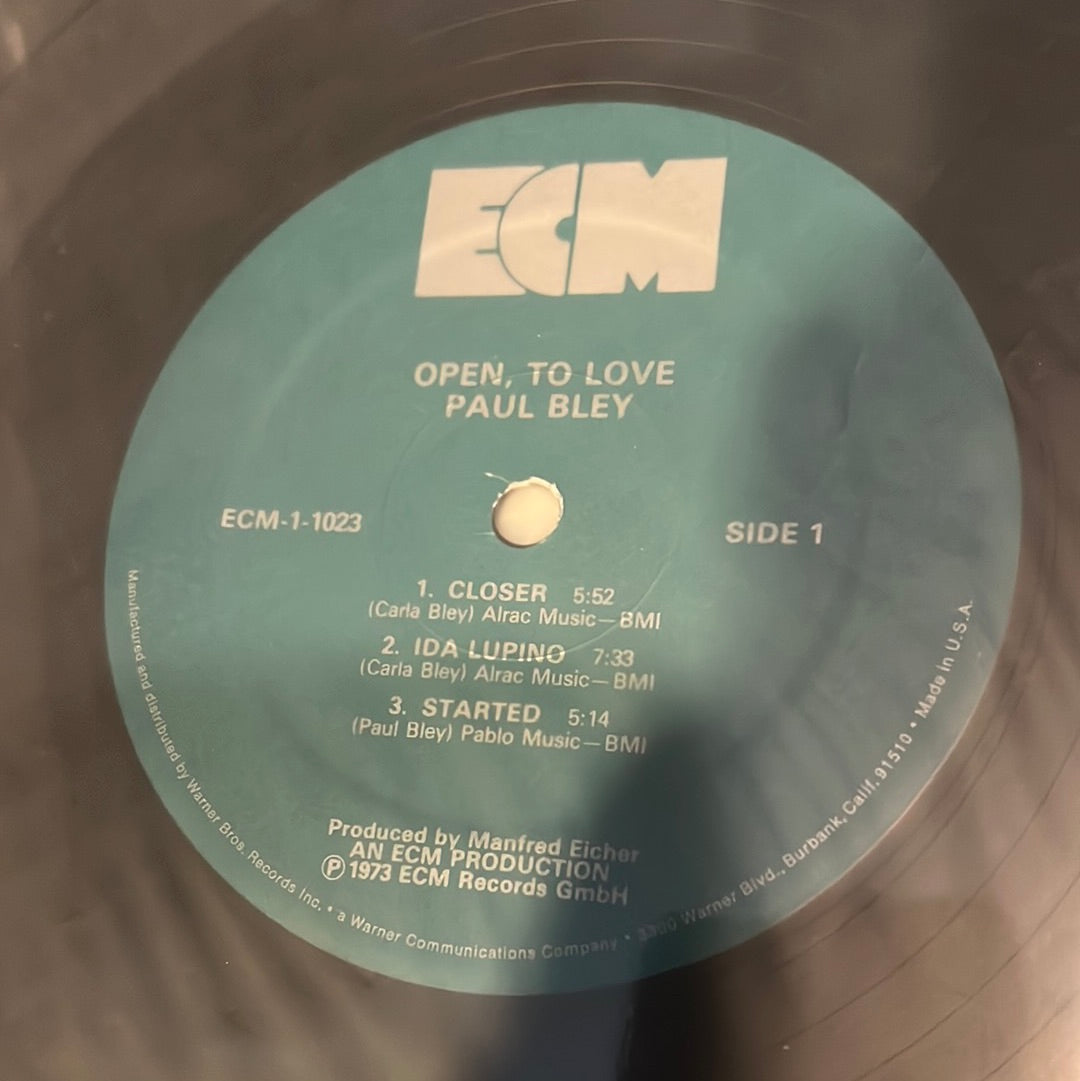 ECM
OPEN, TO LOVE
PAUL BLEY
ECM-1-1023
SIDE 1
1. CLOSER 5:52
(Carla Bley) Alrac Music—BMI
2. IDA LUPINO 7:33
(Carla Bley) Alrac Music—BMI
3. STARTED 5:14
(Paul Bley) Pablo Music—BMI
Produced by Manfred Eicher
AN ECM PRODUCTION
℗ 1973 ECM Records GmbH
Manufactured and distributed by Warner Bros. Records Inc. • a Warner Communications Company • 3300 Warner Blvd., Burbank, Calif. 91510 • Made in U.S.A.